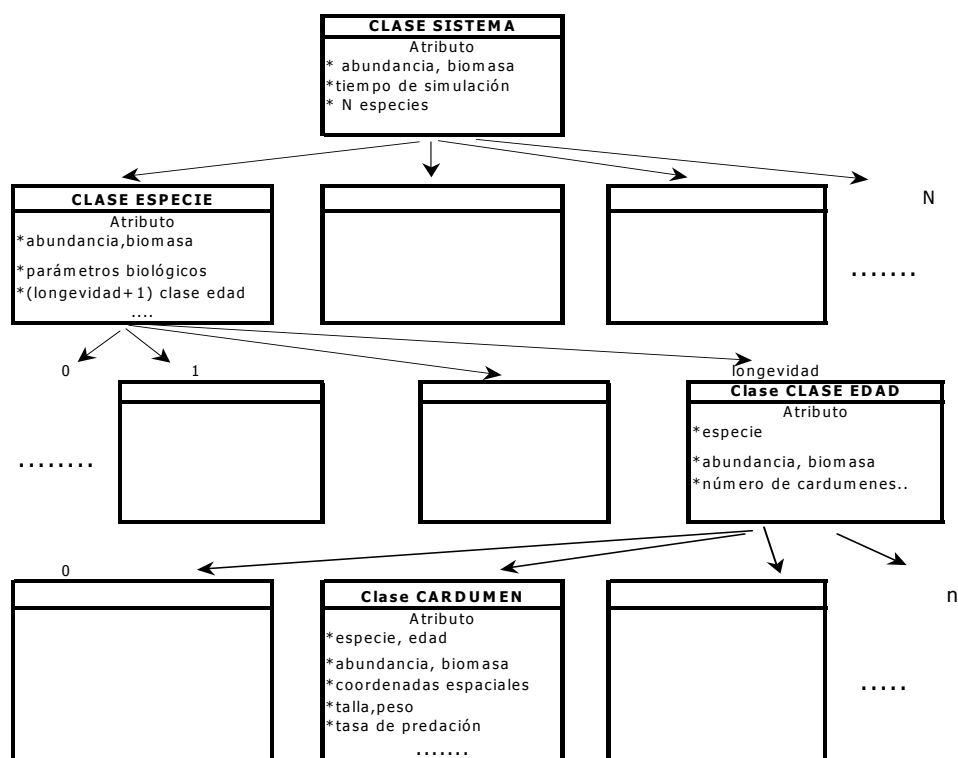 CLASE SISTEMA
Atributo
* abundancia, biomasa
*tiempo de simulación
* N especies
CLASE ESPECIE
Atributo
*abundancia,biomasa
*parámetros biológicos
*(longevidad+1) clase edad
....
N
.......
0
1
longevidad
Clase CLASE EDAD
Atributo
*especie
*abundancia, biomasa
*número de cardumenes..
........
0
n
Clase CARDUMEN
Atributo
*especie, edad
*abundancia, biomasa
*coordenadas espaciales
*talla,peso
*tasa de predación
.......
.....